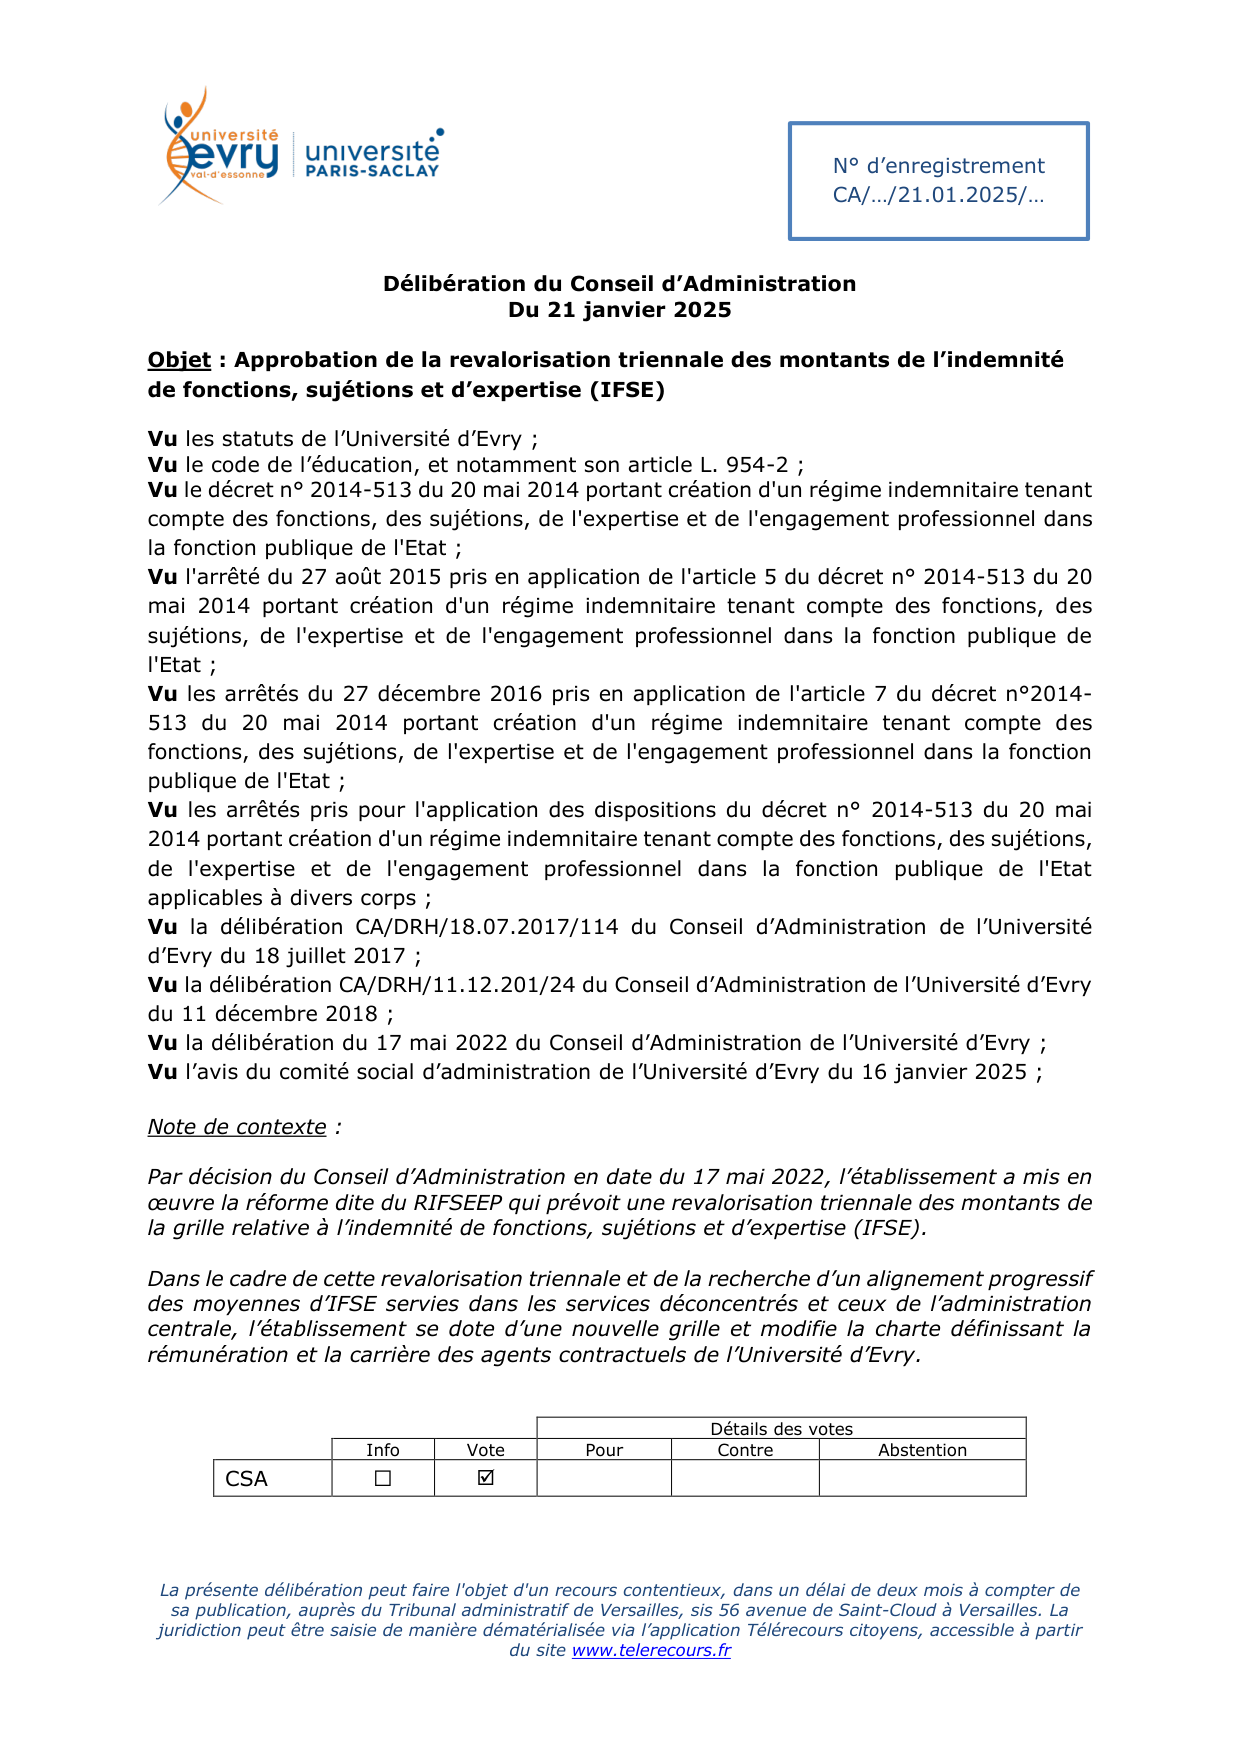 université
evry
val-d'essonne
université
PARIS-SACLAY
N° d’enregistrement
CA/…/21.01.2025/…
Délibération du Conseil d’Administration
Du 21 janvier 2025
Objet : Approbation de la revalorisation triennale des montants de l’indemnité
de fonctions, sujétions et d’expertise (IFSE)
Vu les statuts de l’Université d’Evry ;
Vu le code de l’éducation, et notamment son article L. 954-2 ;
Vu le décret n° 2014-513 du 20 mai 2014 portant création d'un régime indemnitaire tenant
compte des fonctions, des sujétions, de l'expertise et de l'engagement professionnel dans
la fonction publique de l'Etat ;
Vu l'arrêté du 27 août 2015 pris en application de l'article 5 du décret n° 2014-513 du 20
mai 2014 portant création d'un régime indemnitaire tenant compte des fonctions, des
sujétions, de l'expertise et de l'engagement professionnel dans la fonction publique de
l'Etat ;
Vu les arrêtés du 27 décembre 2016 pris en application de l'article 7 du décret n°2014-
513 du 20 mai 2014 portant création d'un régime indemnitaire tenant compte des
fonctions, des sujétions, de l'expertise et de l'engagement professionnel dans la fonction
publique de l'Etat ;
Vu les arrêtés pris pour l'application des dispositions du décret n° 2014-513 du 20 mai
2014 portant création d'un régime indemnitaire tenant compte des fonctions, des sujétions,
de l'expertise et de l'engagement professionnel dans la fonction publique de l'Etat
applicables à divers corps ;
Vu la délibération CA/DRH/18.07.2017/114 du Conseil d’Administration de l’Université
d’Evry du 18 juillet 2017 ;
Vu la délibération CA/DRH/11.12.201/24 du Conseil d’Administration de l’Université d’Evry
du 11 décembre 2018 ;
Vu la délibération du 17 mai 2022 du Conseil d’Administration de l’Université d’Evry ;
Vu l’avis du comité social d’administration de l’Université d’Evry du 16 janvier 2025 ;
Note de contexte :
Par décision du Conseil d’Administration en date du 17 mai 2022, l’établissement a mis en
œuvre la réforme dite du RIFSEEP qui prévoit une revalorisation triennale des montants de
la grille relative à l’indemnité de fonctions, sujétions et d’expertise (IFSE).
Dans le cadre de cette revalorisation triennale et de la recherche d’un alignement progressif
des moyennes d’IFSE servies dans les services déconcentrés et ceux de l’administration
centrale, l’établissement se dote d’une nouvelle grille et modifie la charte définissant la
rémunération et la carrière des agents contractuels de l’Université d’Evry.
Détails des votes
Info Vote Pour Contre Abstention
CSA ☐ ☑
La présente délibération peut faire l'objet d'un recours contentieux, dans un délai de deux mois à compter de
sa publication, auprès du Tribunal administratif de Versailles, sis 56 avenue de Saint-Cloud à Versailles. La
juridiction peut être saisie de manière dématérialisée via l’application Télérecours citoyens, accessible à partir
du site www.telerecours.fr